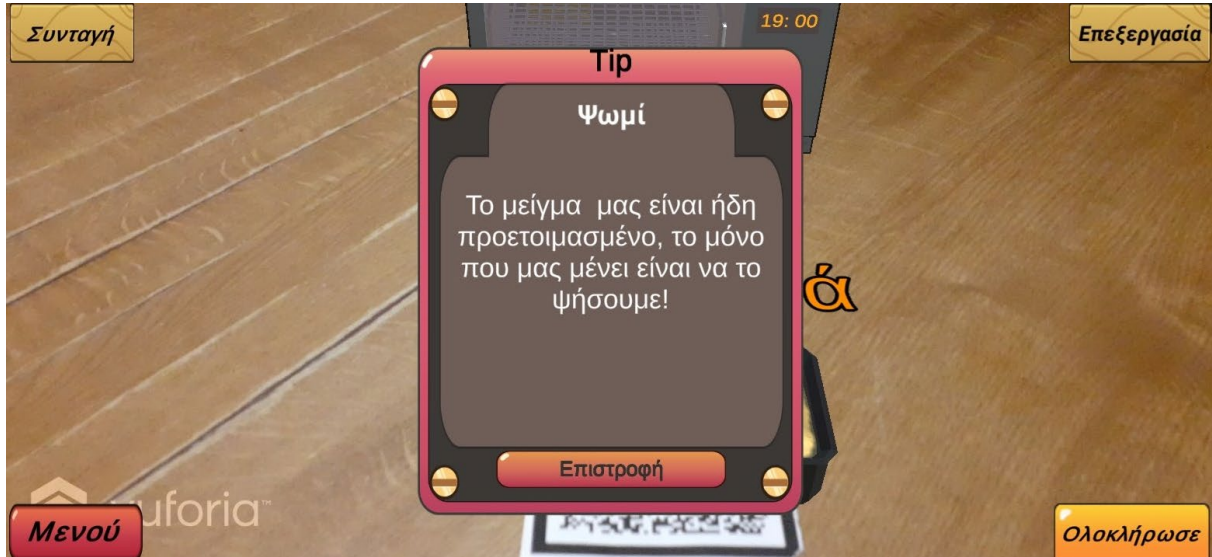 Συνταγή
19: 00
Επεξεργασία
Tip
Ψωμί
Το μείγμα  μας είναι ήδη
προετοιμασμένο, το μόνο
που μας μένει είναι να το
ψήσουμε!
ά
Επιστροφή
Μενού
Ολοκλήρωσε